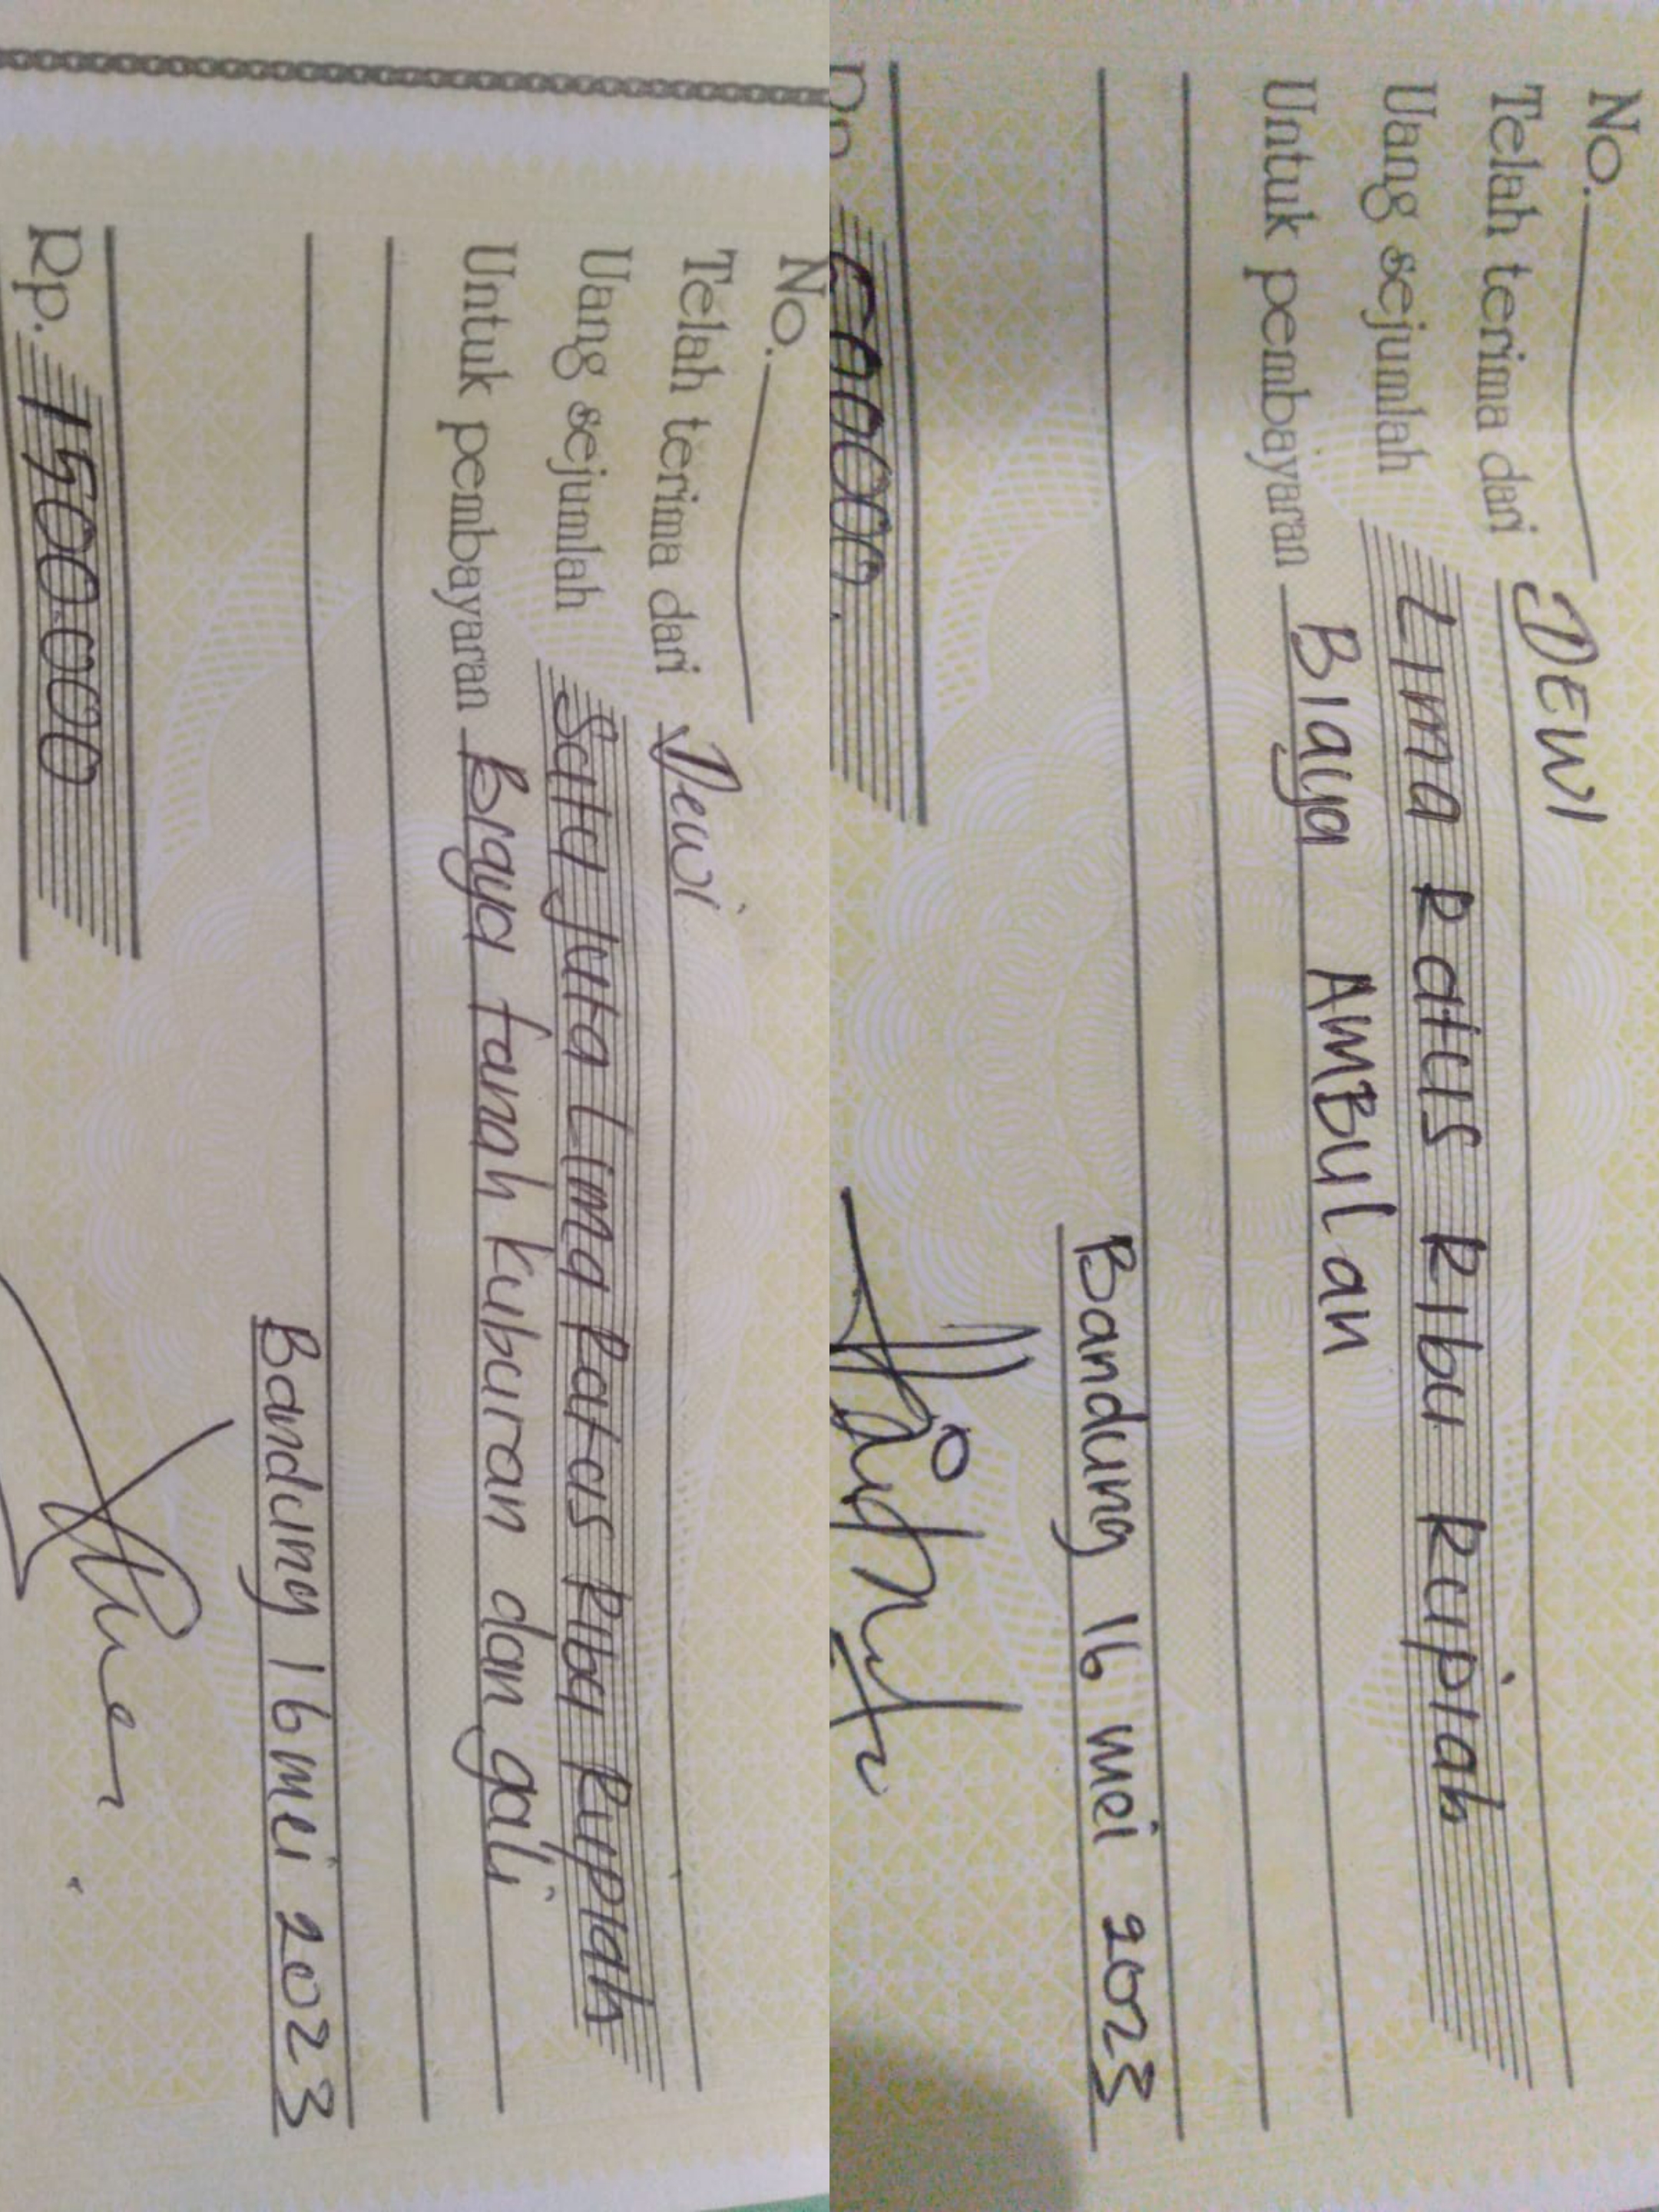 No.
Telah terima dari Dewi
Uang sejumlah Satu Juta Lima Ratus Ribu Rupiah
Untuk pembayaran Biaya tanah kuburan dan gali
Bandung 16 mei 2023
Rp. 1500.000
No.
Telah terima dari DEWI
Uang sejumlah Lima Ratus Ribu Rupiah
Untuk pembayaran Biaya AMBULan
Bandung 16 mei 2023
Rp. 500000.